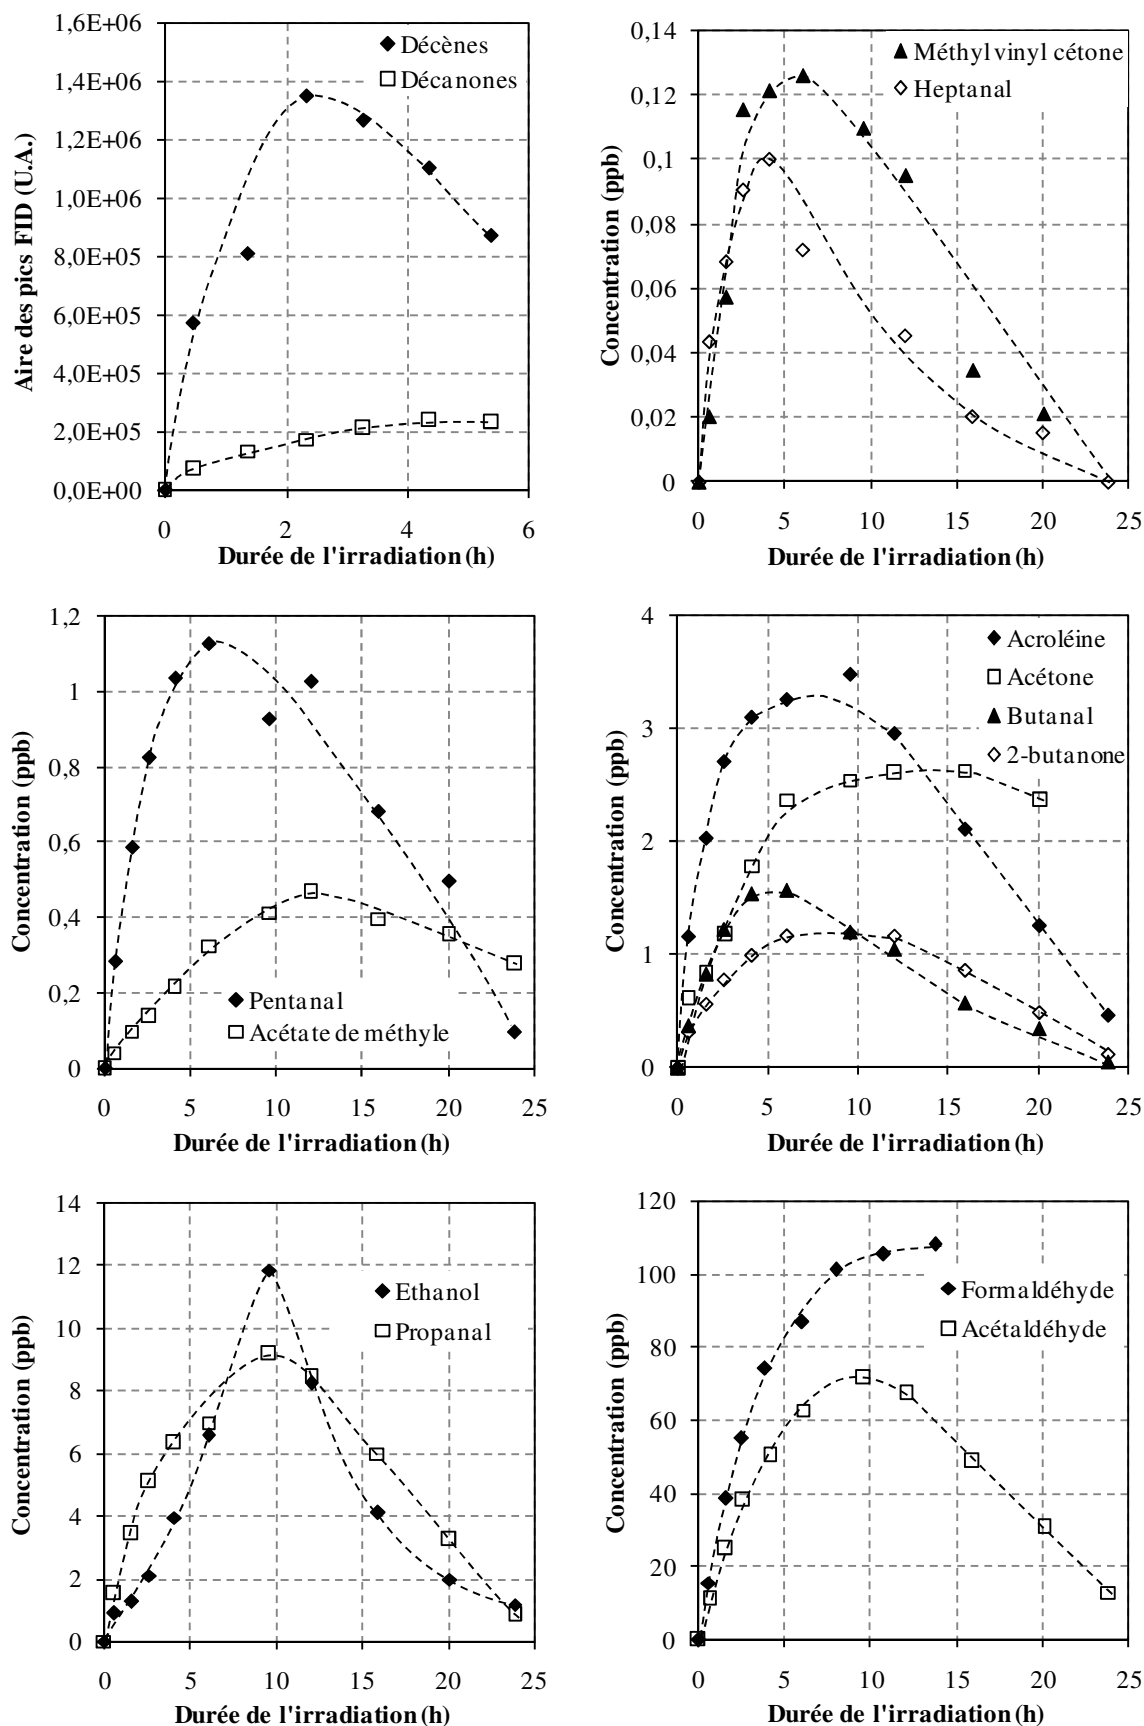 Aire des pics FID (U.A.)
1,6E+06
1,4E+06
1,2E+06
1,0E+06
8,0E+05
6,0E+05
4,0E+05
2,0E+05
0,0E+00
Décènes
Décanones
0 2 4 6
Durée de l'irradiation (h)
Concentration (ppb)
0,14
0,12
0,1
0,08
0,06
0,04
0,02
0
Méthyl vinyl cétone
Heptanal
0 5 10 15 20 25
Durée de l'irradiation (h)
Concentration (ppb)
1,2
1
0,8
0,6
0,4
0,2
0
Pentanal
Acétate de méthyle
0 5 10 15 20 25
Durée de l'irradiation (h)
Concentration (ppb)
4
3
2
1
0
Acroléine
Acétone
Butanal
2-butanone
0 5 10 15 20 25
Durée de l'irradiation (h)
Concentration (ppb)
14
12
10
8
6
4
2
0
Ethanol
Propanal
0 5 10 15 20 25
Durée de l'irradiation (h)
Concentration (ppb)
120
100
80
60
40
20
0
Formaldéhyde
Acétaldéhyde
0 5 10 15 20 25
Durée de l'irradiation (h)